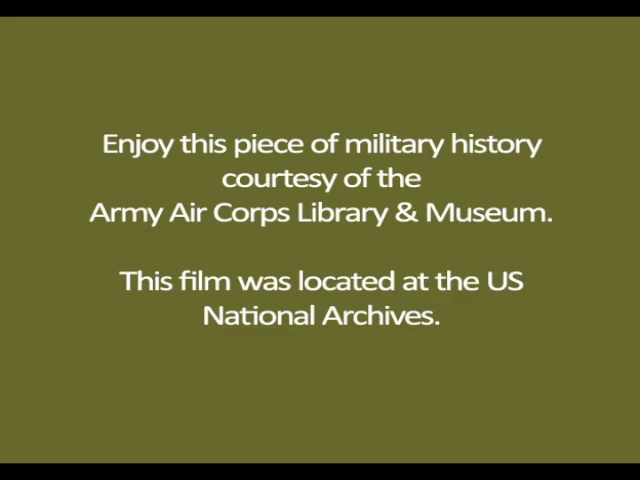 Enjoy this piece of military history
courtesy of the
Army Air Corps Library & Museum.
This film was located at the US
National Archives.